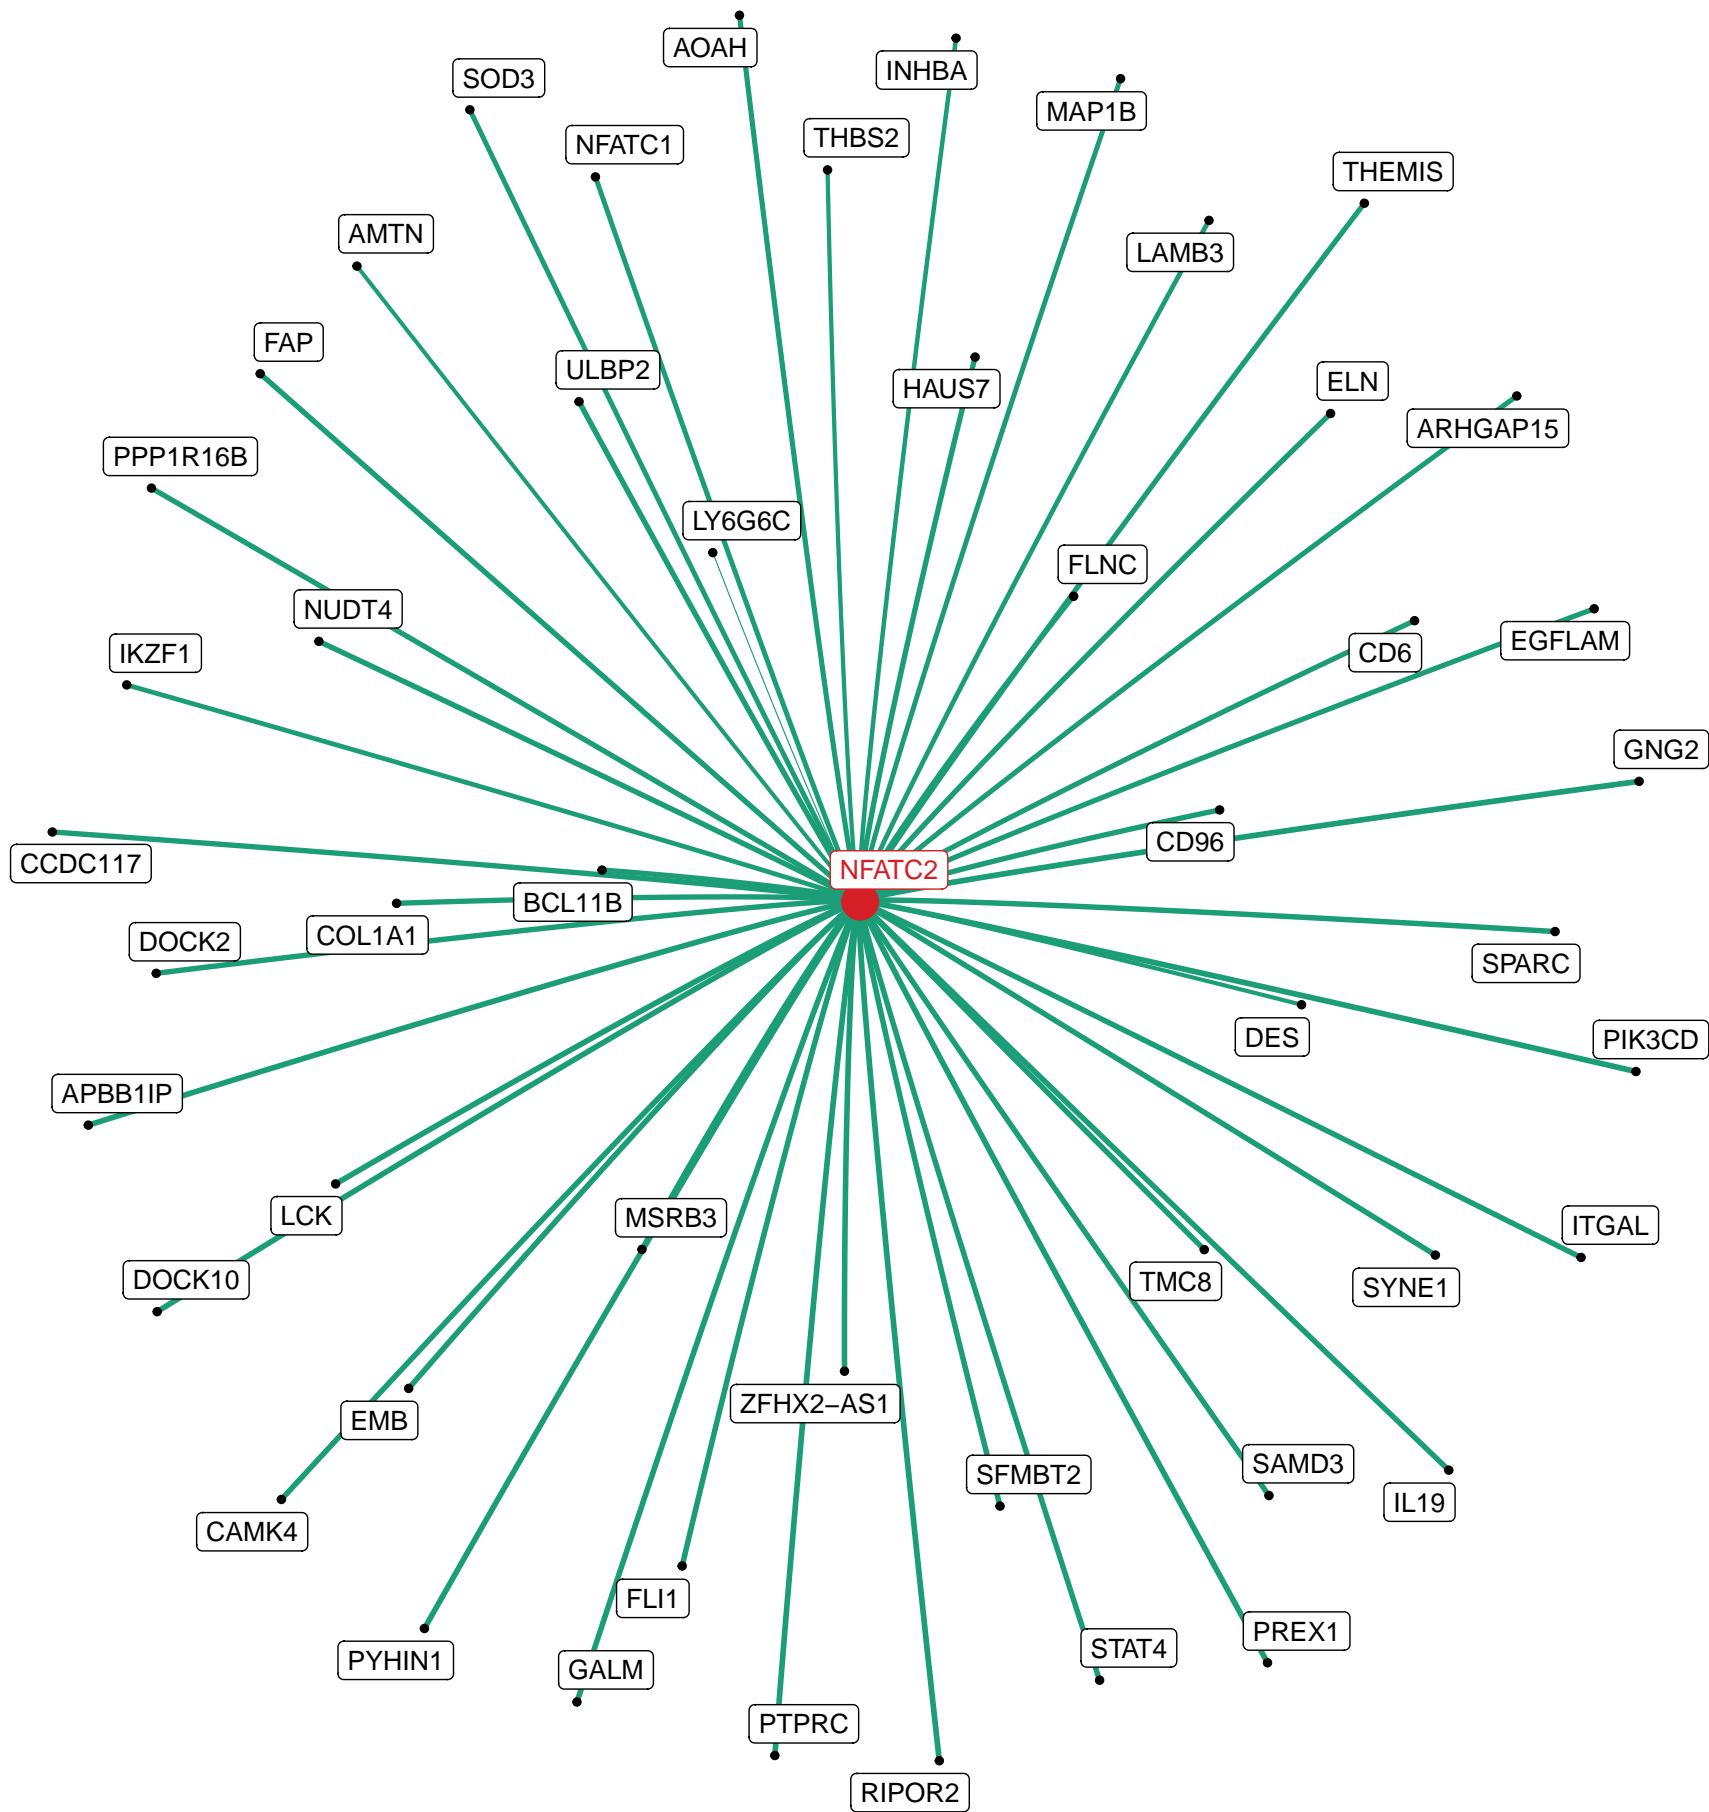 AOAH
INHBA
SOD3
MAP1B
THBS2
NFATC1
THEMIS
AMTN
LAMB3
FAP
ULBP2
ELN
HAUS7
ARHGAP15
PPP1R16B
LY6G6C
FLNC
NUDT4
EGFLAM
IKZF1
CD6
GNG2
CD96
CCDC117
NFATC2
BCL11B
COL1A1
DOCK2
SPARC
DES
PIK3CD
APBB1IP
LCK
MSRB3
ITGAL
DOCK10
TMC8
SYNE1
ZFHX2−AS1
EMB
SAMD3
SFMBT2
IL19
CAMK4
FLI1
PREX1
STAT4
PYHIN1
GALM
PTPRC
RIPOR2